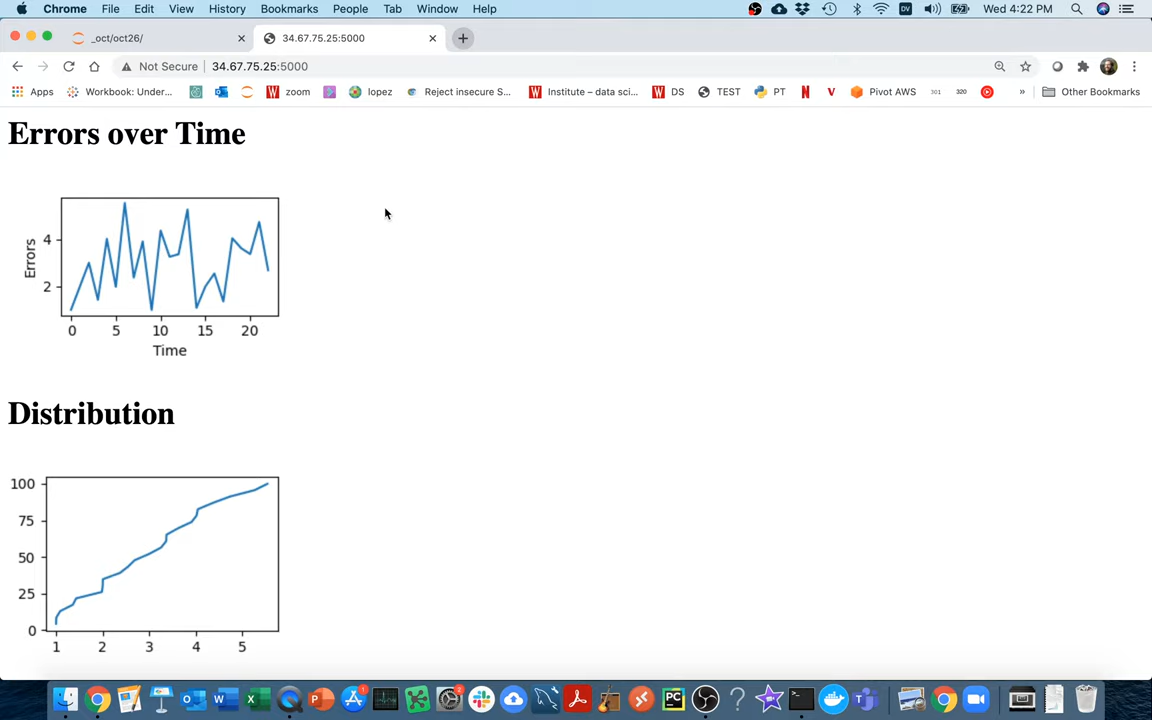 Chrome File Edit View History Bookmarks People Tab Window Help Wed 4:22 PM
_oct/oct26/ 34.67.75.25:5000
Not Secure 34.67.75.25:5000
Apps Workbook: Under... zoom lopez Reject insecure S... Institute – data sci... DS TEST PT Pivot AWS 301 320 » Other Bookmarks
Errors over Time
Errors
4
2
0 5 10 15 20
Time
Distribution
100
75
50
25
0
1 2 3 4 5